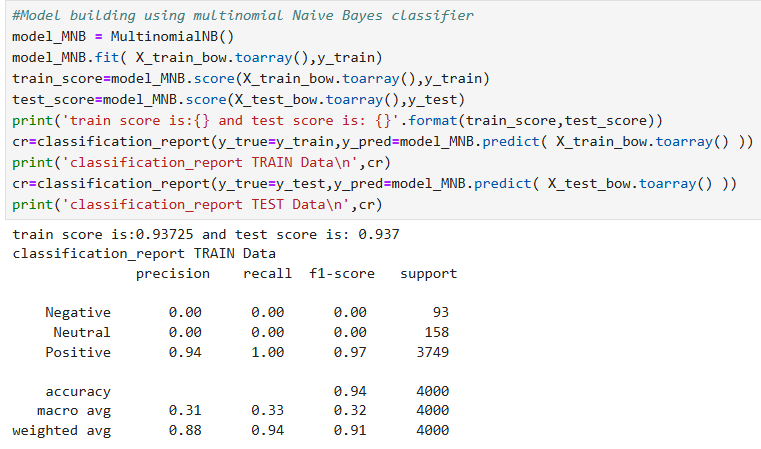 #Model building using multinomial Naive Bayes classifier
model_MNB = MultinomialNB()
model_MNB.fit( X_train_bow.toarray(),y_train)
train_score=model_MNB.score(X_train_bow.toarray(),y_train)
test_score=model_MNB.score(X_test_bow.toarray(),y_test)
print('train score is:{} and test score is: {}'.format(train_score,test_score))
cr=classification_report(y_true=y_train,y_pred=model_MNB.predict( X_train_bow.toarray() ))
print('classification_report TRAIN Data\n',cr)
cr=classification_report(y_true=y_test,y_pred=model_MNB.predict( X_test_bow.toarray() ))
print('classification_report TEST Data\n',cr)
train score is:0.93725 and test score is: 0.937
classification_report TRAIN Data
precision recall f1-score support
Negative 0.00 0.00 0.00 93
Neutral 0.00 0.00 0.00 158
Positive 0.94 1.00 0.97 3749
accuracy 0.94 4000
macro avg 0.31 0.33 0.32 4000
weighted avg 0.88 0.94 0.91 4000